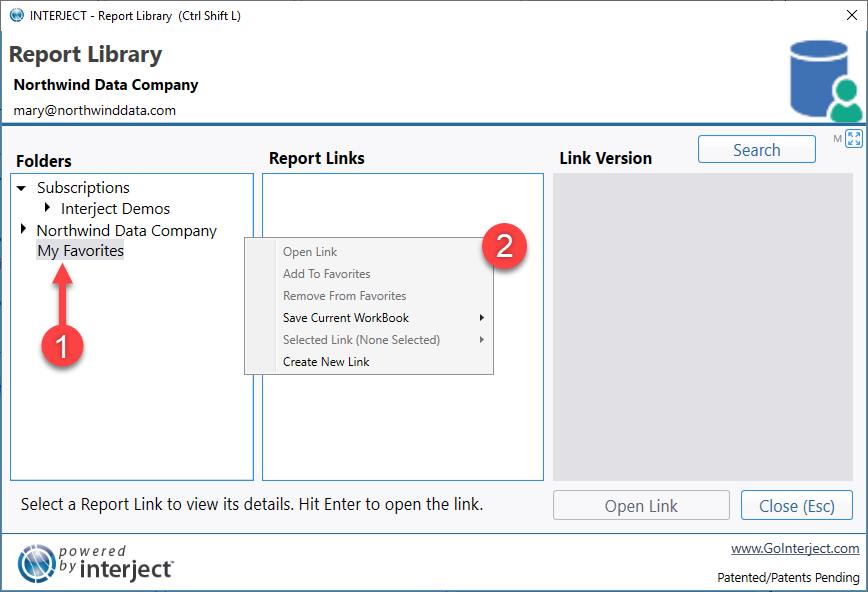 INTERJECT - Report Library (Ctrl Shift L)
Report Library
Northwind Data Company
mary@northwinddata.com
Folders
Report Links
Link Version
Search
M
Subscriptions
Interject Demos
Northwind Data Company
My Favorites
1
2
Open Link
Add To Favorites
Remove From Favorites
Save Current WorkBook
Selected Link (None Selected)
Create New Link
Select a Report Link to view its details. Hit Enter to open the link.
Open Link
Close (Esc)
powered
by interject™
www.GoInterject.com
Patented/Patents Pending